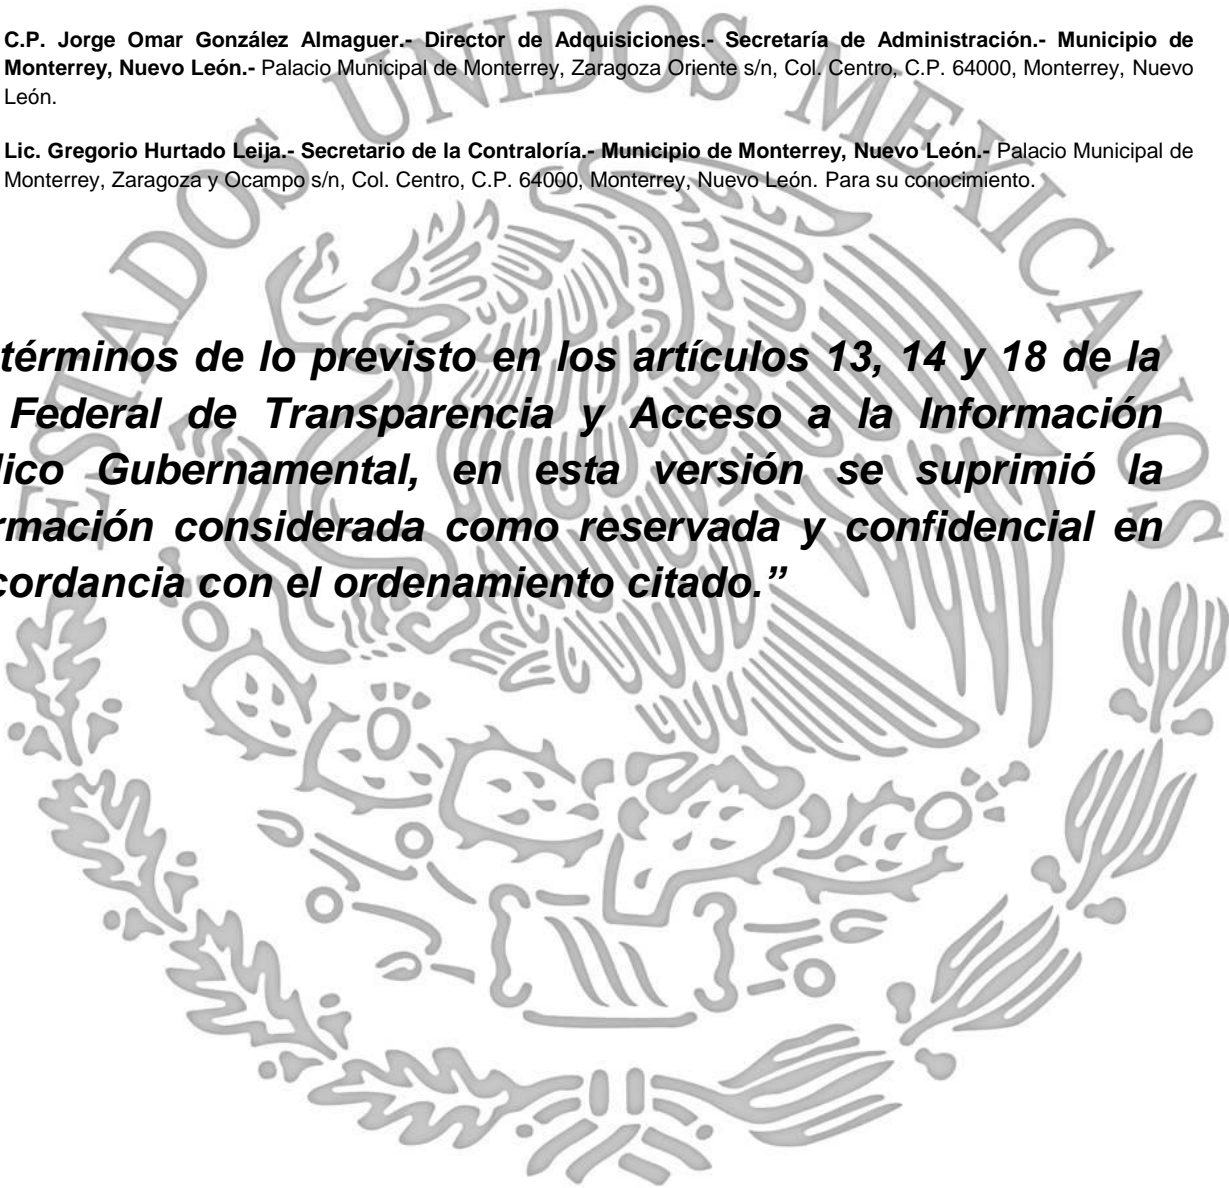 C.P. Jorge Omar González Almaguer.- Director de Adquisiciones.- Secretaría de Administración.- Municipio de
Monterrey, Nuevo León.- Palacio Municipal de Monterrey, Zaragoza Oriente s/n, Col. Centro, C.P. 64000, Monterrey, Nuevo
León.
Lic. Gregorio Hurtado Leija.- Secretario de la Contraloría.- Municipio de Monterrey, Nuevo León.- Palacio Municipal de
Monterrey, Zaragoza y Ocampo s/n, Col. Centro, C.P. 64000, Monterrey, Nuevo León. Para su conocimiento.
términos de lo previsto en los artículos 13, 14 y 18 de la
Federal de Transparencia y Acceso a la Información
lico Gubernamental, en esta versión se suprimió la
rmación considerada como reservada y confidencial en
cordancia con el ordenamiento citado.”
ESTADOS UNIDOS MEXICANOS